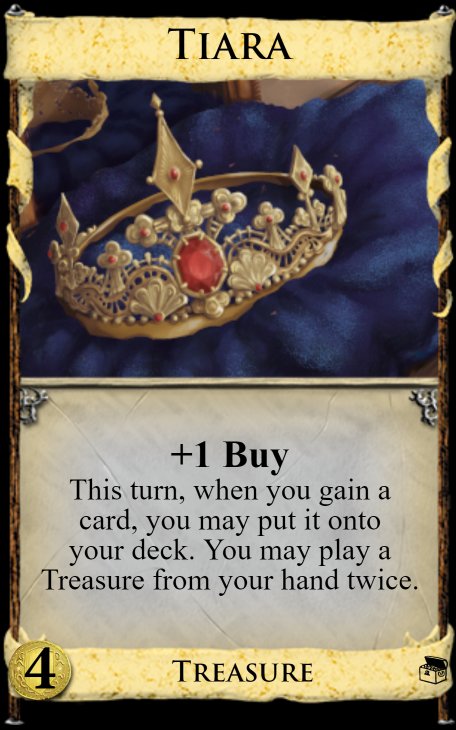 TIARA
+1 Buy
This turn, when you gain a
card, you may put it onto
your deck. You may play a
Treasure from your hand twice.
4
TREASURE